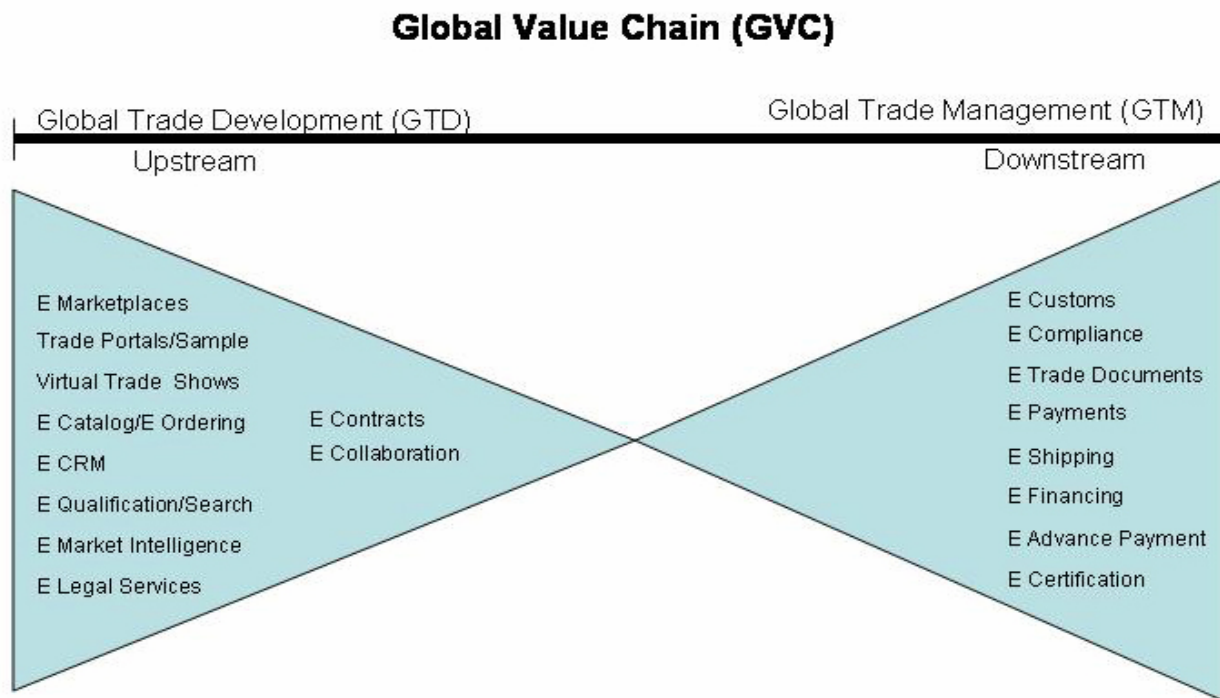 Global Value Chain (GVC)
Global Trade Development (GTD)
Global Trade Management (GTM)
Upstream
Downstream
E Marketplaces
Trade Portals/Sample
Virtual Trade Shows
E Catalog/E Ordering
E CRM
E Qualification/Search
E Market Intelligence
E Legal Services
E Contracts
E Collaboration
E Customs
E Compliance
E Trade Documents
E Payments
E Shipping
E Financing
E Advance Payment
E Certification